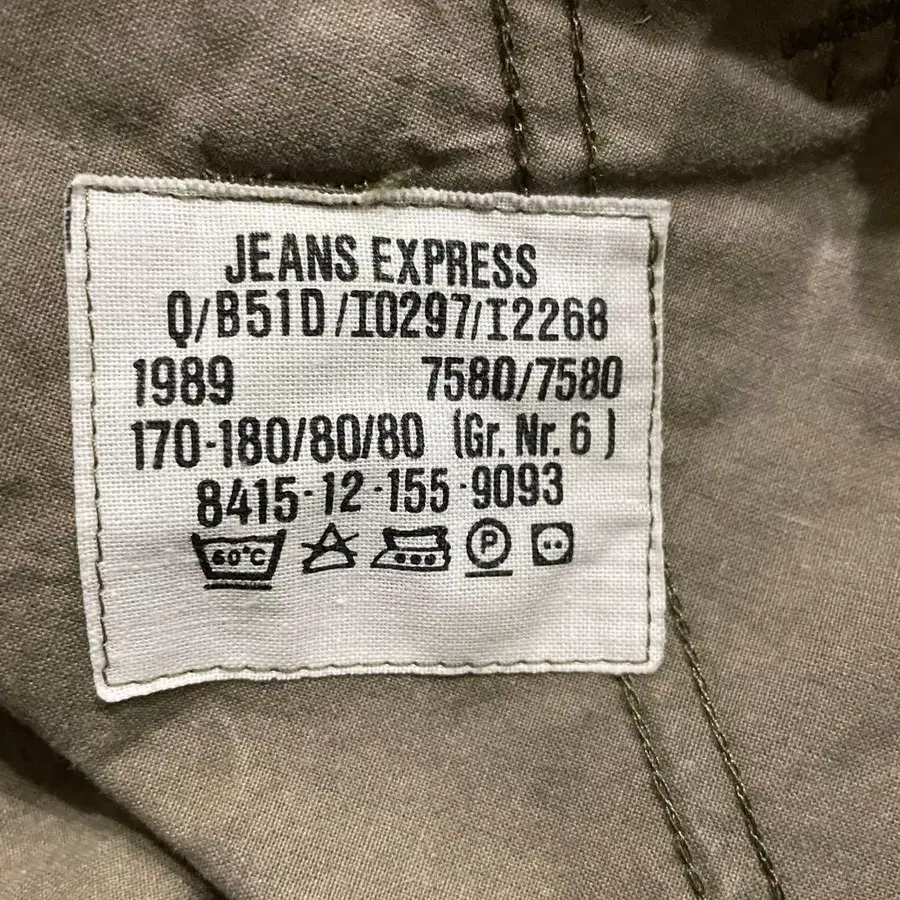 JEANS EXPRESS
Q/B51D/I0297/I2268
1989 7580/7580
170-180/80/80 (Gr. Nr. 6)
8415-12-155-9093
60°C P